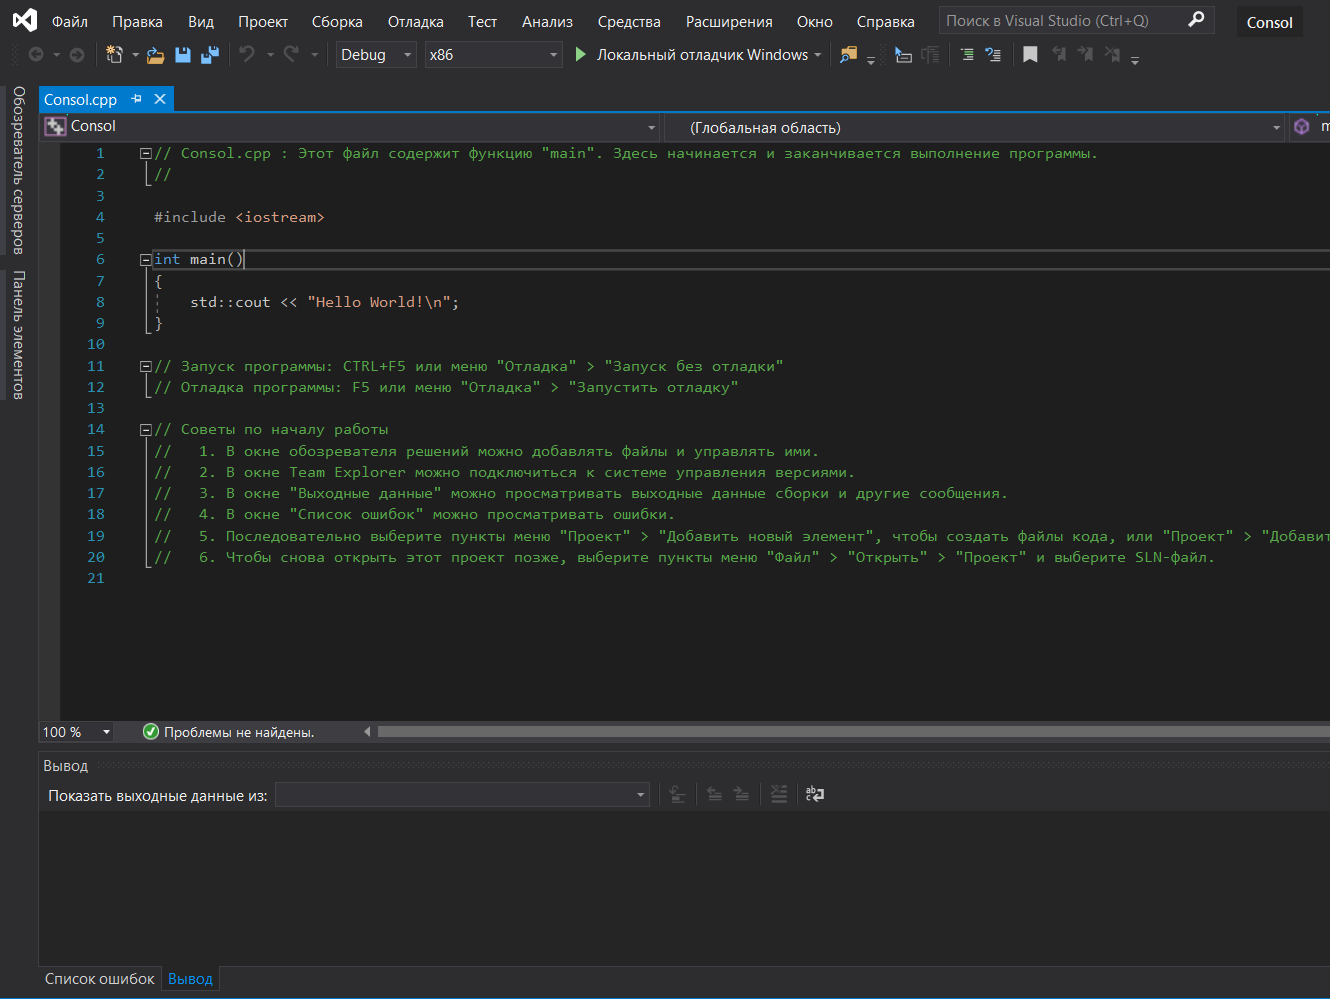 Файл Правка Вид Проект Сборка Отладка Тест Анализ Средства Расширения Окно Справка Поиск в Visual Studio (Ctrl+Q) Consol
Debug x86 Локальный отладчик Windows
Обозреватель серверов
Панель элементов
Consol.cpp
Consol (Глобальная область) m
1 // Consol.cpp : Этот файл содержит функцию "main". Здесь начинается и заканчивается выполнение программы.
2 //
3
4 #include <iostream>
5
6 int main()
7 {
8 std::cout << "Hello World!\n";
9 }
10
11 // Запуск программы: CTRL+F5 или меню "Отладка" > "Запуск без отладки"
12 // Отладка программы: F5 или меню "Отладка" > "Запустить отладку"
13
14 // Советы по началу работы
15 // 1. В окне обозревателя решений можно добавлять файлы и управлять ими.
16 // 2. В окне Team Explorer можно подключиться к системе управления версиями.
17 // 3. В окне "Выходные данные" можно просматривать выходные данные сборки и другие сообщения.
18 // 4. В окне "Список ошибок" можно просматривать ошибки.
19 // 5. Последовательно выберите пункты меню "Проект" > "Добавить новый элемент", чтобы создать файлы кода, или "Проект" > "Добавит
20 // 6. Чтобы снова открыть этот проект позже, выберите пункты меню "Файл" > "Открыть" > "Проект" и выберите SLN-файл.
21
100 % Проблемы не найдены.
Вывод
Показать выходные данные из:
Список ошибок Вывод